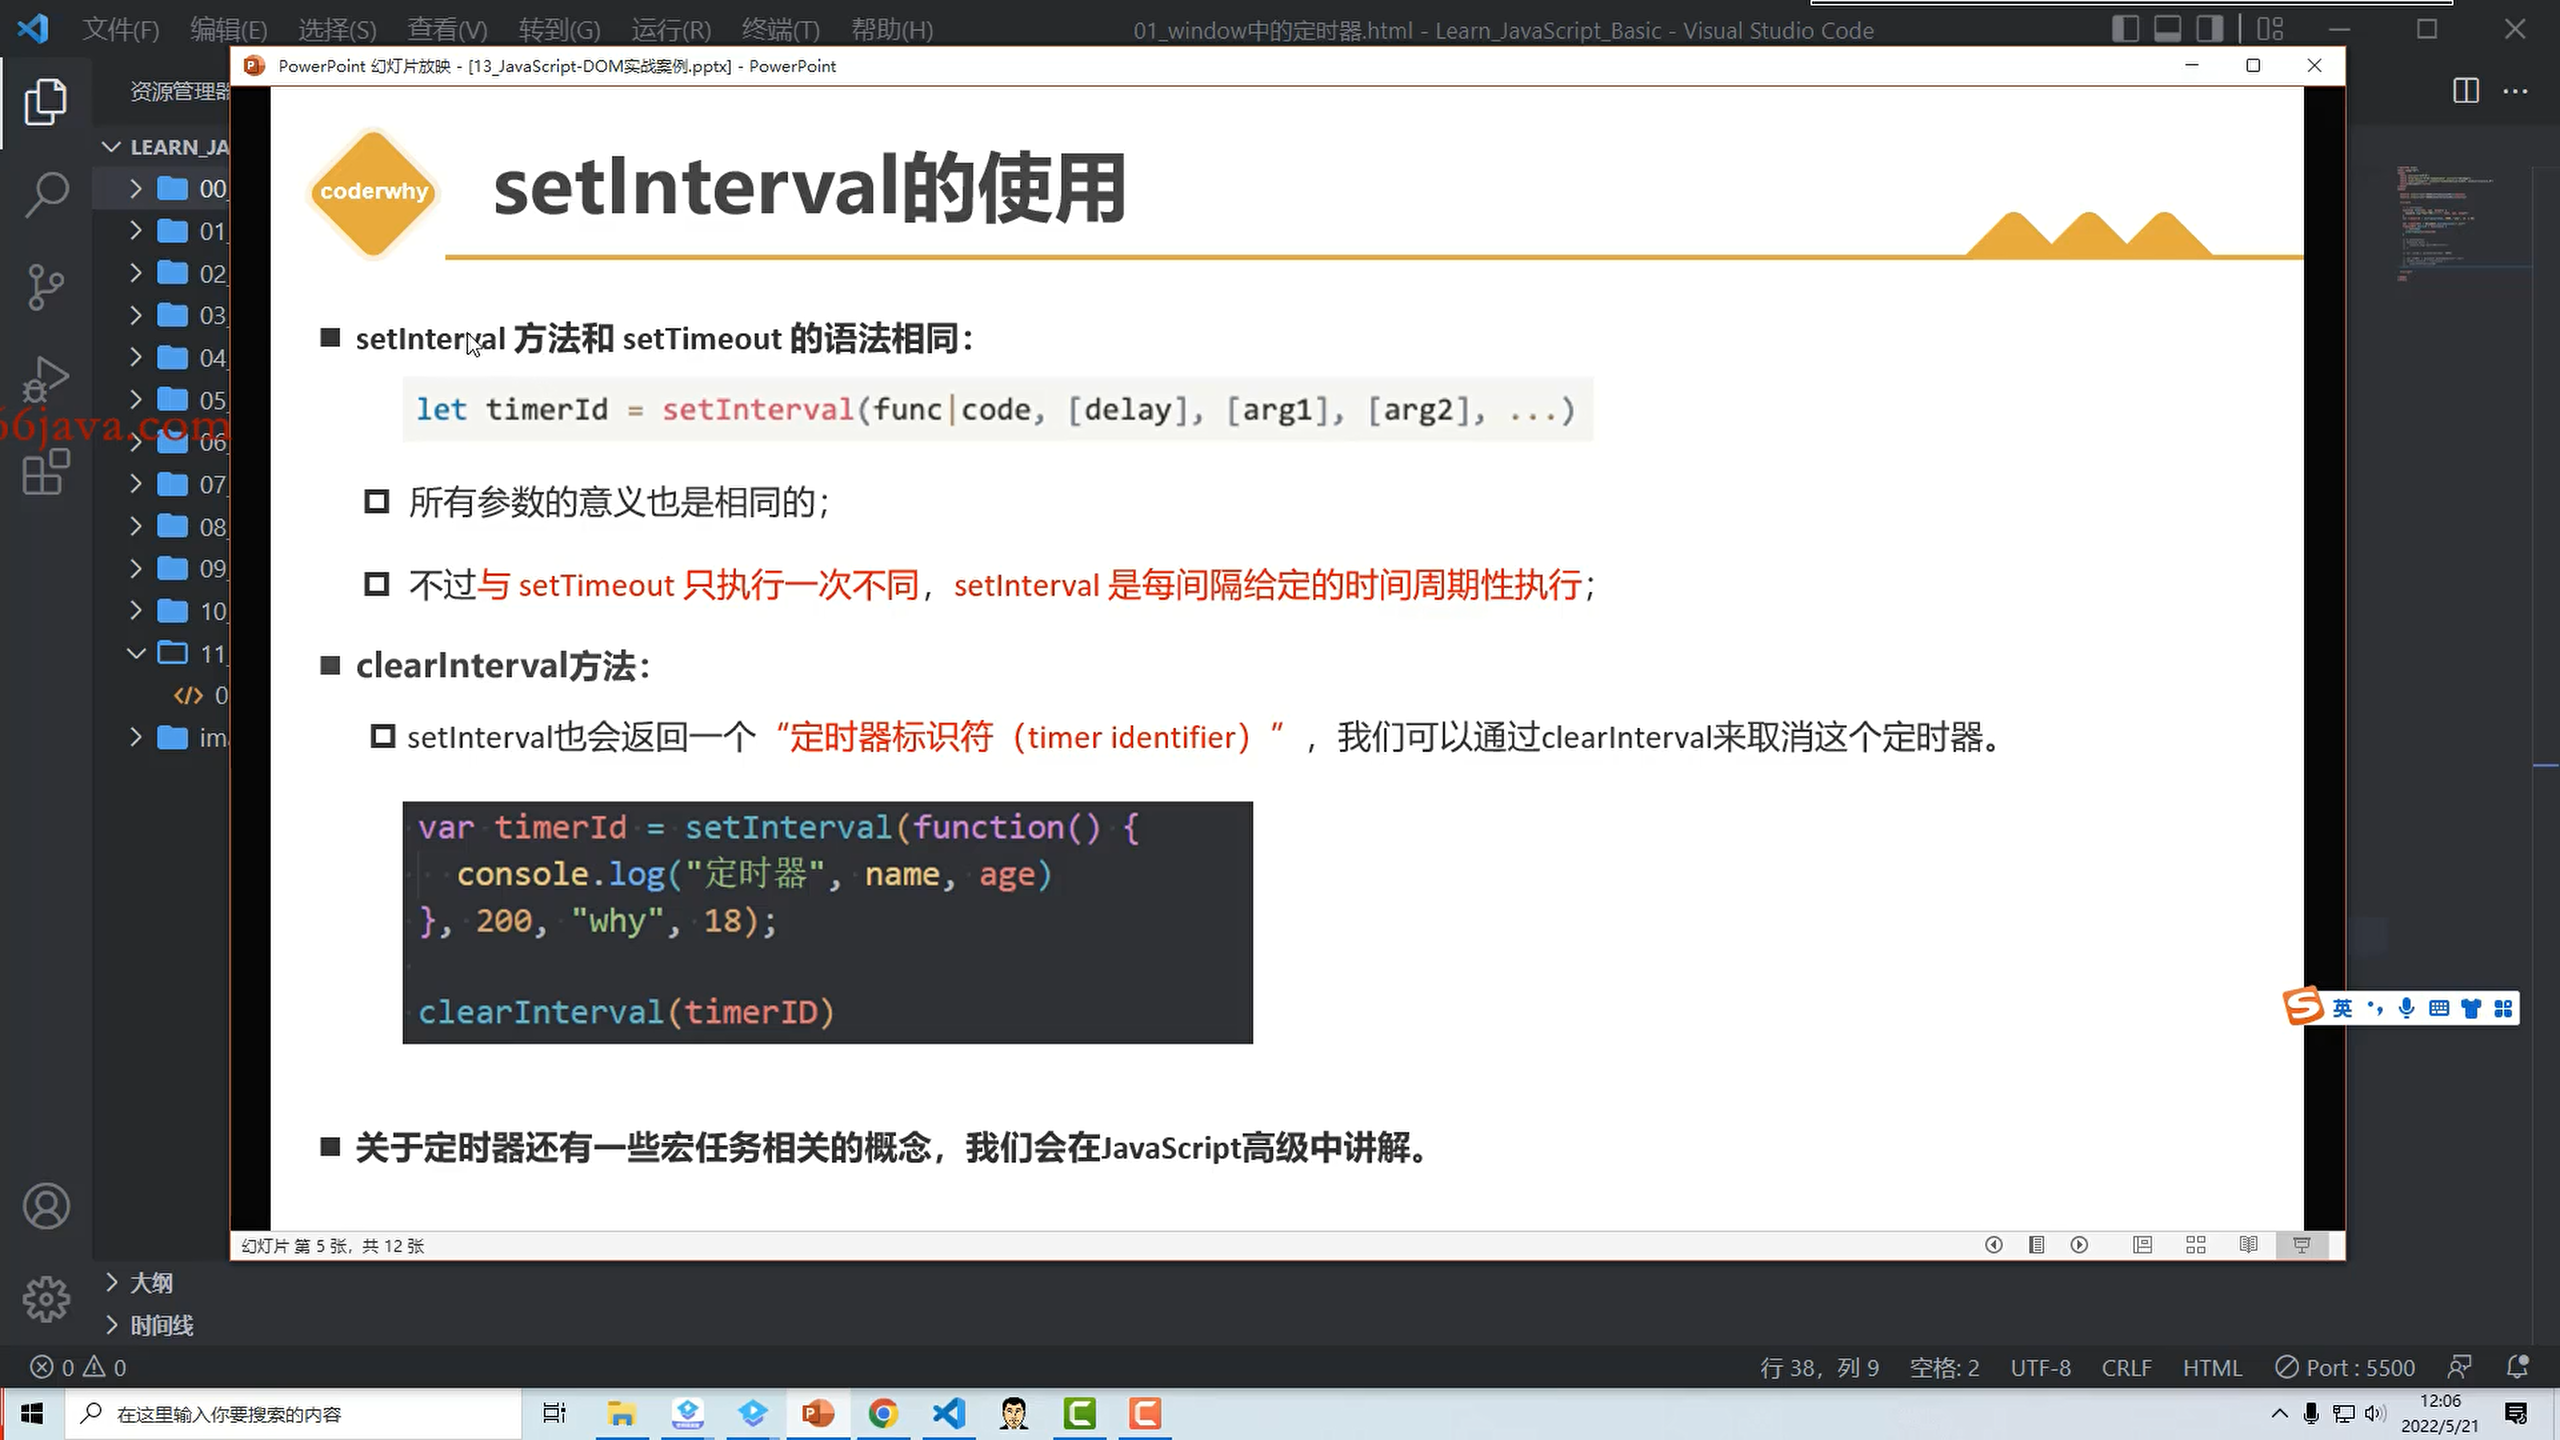 文件(F) 编辑(E) 选择(S) 查看(V) 转到(G) 运行(R) 终端(T) 帮助(H) 01_window中的定时器.html - Learn_JavaScript_Basic - Visual Studio Code
PowerPoint 幻灯片放映 - [13_JavaScript-DOM实战案例.pptx] - PowerPoint
资源管理器
LEARN_JA
00_
01_
02_
03_
04_
05_
06_
07_
08_
09_
10_
11_
0
im
66java.com
coderwhy
setInterval的使用
setInterval 方法和 setTimeout 的语法相同：
let timerId = setInterval(func|code, [delay], [arg1], [arg2], ...)
所有参数的意义也是相同的；
不过与 setTimeout 只执行一次不同，setInterval 是每间隔给定的时间周期性执行；
clearInterval方法：
setInterval也会返回一个“定时器标识符（timer identifier）”，我们可以通过clearInterval来取消这个定时器。
var timerId = setInterval(function() {
console.log("定时器", name, age)
}, 200, "why", 18);
clearInterval(timerID)
关于定时器还有一些宏任务相关的概念，我们会在JavaScript高级中讲解。
英
幻灯片 第 5 张，共 12 张
大纲
时间线
0 0 行 38，列 9 空格: 2 UTF-8 CRLF HTML Port : 5500
在这里输入你要搜索的内容
12:06
2022/5/21